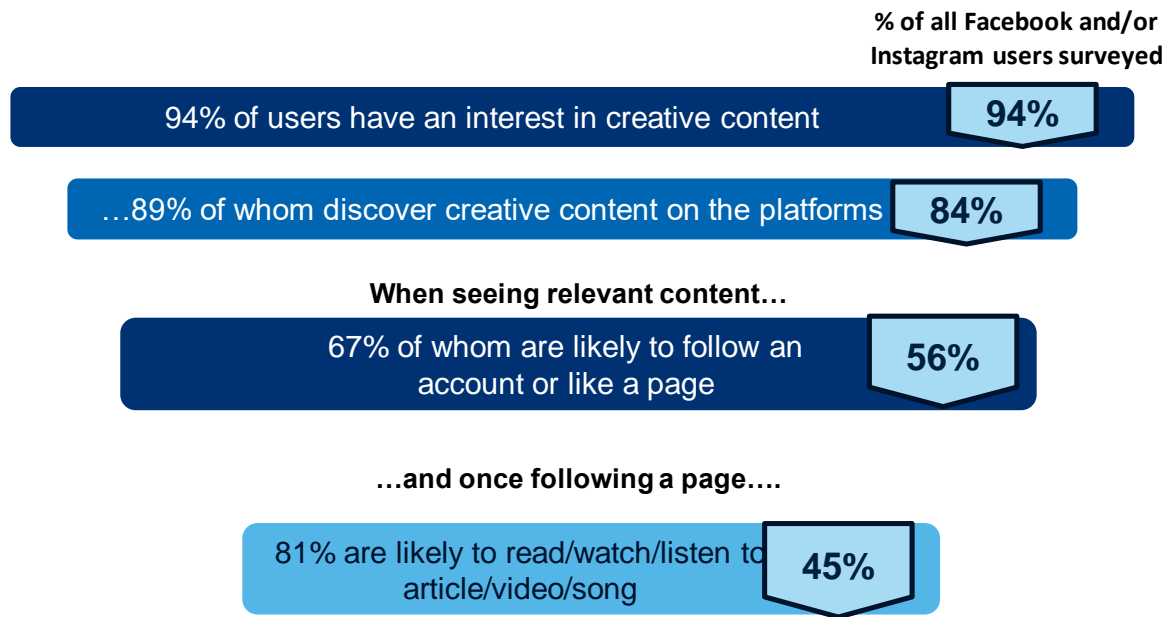 % of all Facebook and/or
Instagram users surveyed
94% of users have an interest in creative content
94%
…89% of whom discover creative content on the platforms
84%
When seeing relevant content…
67% of whom are likely to follow an
account or like a page
56%
…and once following a page….
81% are likely to read/watch/listen to
article/video/song
45%